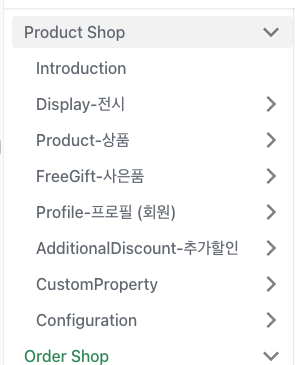 Product Shop
Introduction
Display-전시
Product-상품
FreeGift-사은품
Profile-프로필 (회원)
AdditionalDiscount-추가할인
CustomProperty
Configuration
Order Shop